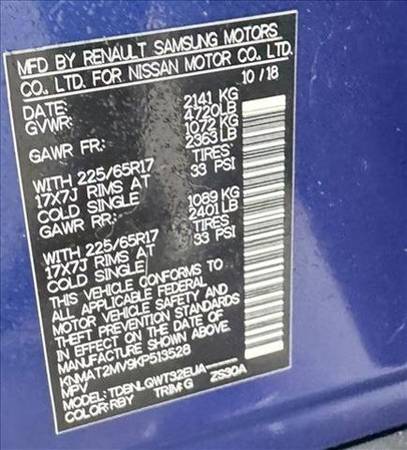 MFD BY RENAULT SAMSUNG MOTORS
CO., LTD. FOR NISSAN MOTOR CO., LTD.
DATE: 10/18
GVWR: 2141 KG
4720LB
GAWR FR: 1072 KG
2363 LB
WITH 225/65R17 TIRES
17X7J RIMS AT 33 PSI
COLD SINGLE
GAWR RR: 1089 KG
2401 LB
WITH 225/65R17 TIRES
17X7J RIMS AT 33 PSI
COLD SINGLE
THIS VEHICLE CONFORMS TO
ALL APPLICABLE FEDERAL
MOTOR VEHICLE SAFETY AND
THEFT PREVENTION STANDARDS
IN EFFECT ON THE DATE OF
MANUFACTURE SHOWN ABOVE.
KNMAT2MV9KP513528
MPV
MODEL: TDBNLQWT32EUA---ZS30A
COLOR:RBY TRIM:G